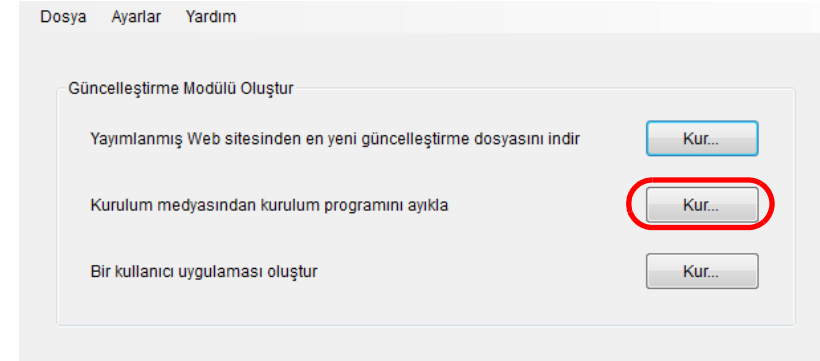 Dosya Ayarlar Yardım
Güncelleştirme Modülü Oluştur
Yayımlanmış Web sitesinden en yeni güncelleştirme dosyasını indir Kur...
Kurulum medyasından kurulum programını ayıkla Kur...
Bir kullanıcı uygulaması oluştur Kur...